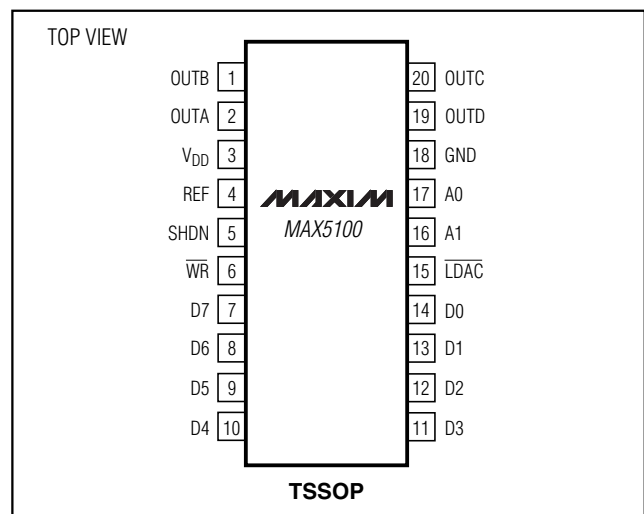 TOP VIEW
OUTB 1 20 OUTC
OUTA 2 19 OUTD
VDD 3 18 GND
REF 4 MAXIM 17 A0
SHDN 5 MAX5100 16 A1
W̅R̅ 6 15 L̅D̅A̅C̅
D7 7 14 D0
D6 8 13 D1
D5 9 12 D2
D4 10 11 D3
TSSOP